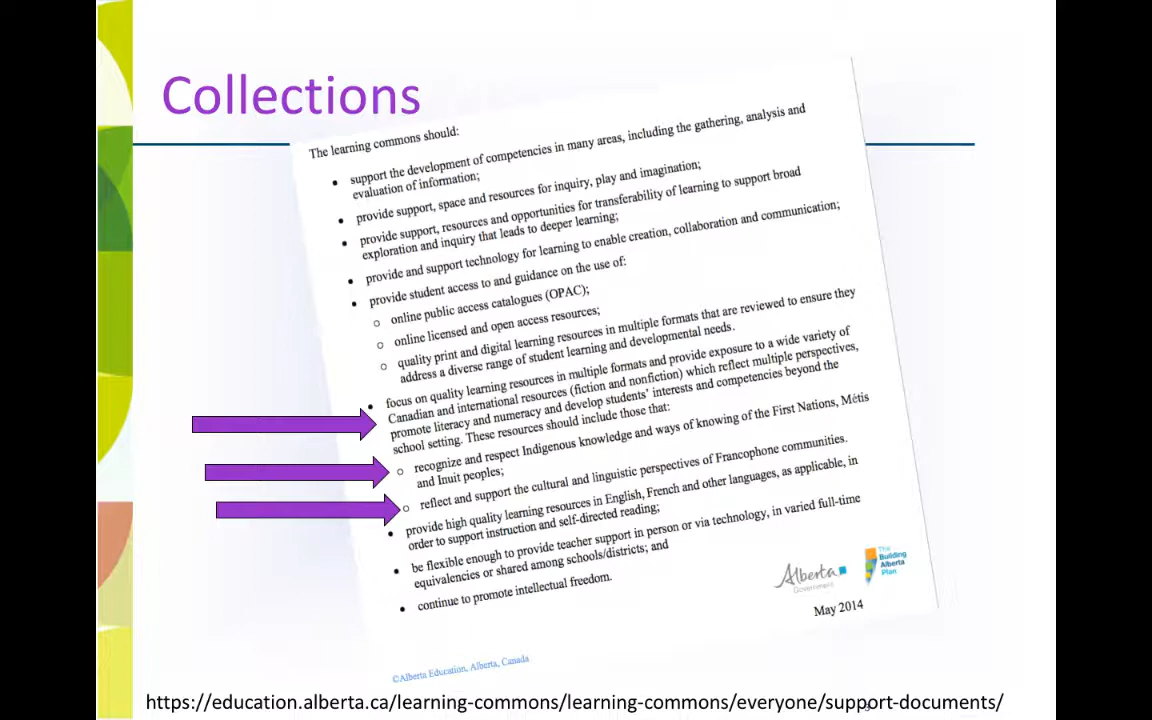 Collections
The learning commons should:
• support the development of competencies in many areas, including the gathering, analysis and
evaluation of information;
• provide support, space and resources for inquiry, play and imagination;
• provide support, resources and opportunities for transferability of learning to support broad
exploration and inquiry that leads to deeper learning;
• provide and support technology for learning to enable creation, collaboration and communication;
• provide student access to and guidance on the use of:
o online public access catalogues (OPAC);
o online licensed and open access resources;
o quality print and digital learning resources in multiple formats that are reviewed to ensure they
address a diverse range of student learning and developmental needs.
• focus on quality learning resources in multiple formats and provide exposure to a wide variety of
Canadian and international resources (fiction and nonfiction) which reflect multiple perspectives,
promote literacy and numeracy and develop students' interests and competencies beyond the
school setting. These resources should include those that:
o recognize and respect Indigenous knowledge and ways of knowing of the First Nations, Métis
and Inuit peoples;
o reflect and support the cultural and linguistic perspectives of Francophone communities.
• provide high quality learning resources in English, French and other languages, as applicable, in
order to support instruction and self-directed reading;
• be flexible enough to provide teacher support in person or via technology, in varied full-time
equivalencies or shared among schools/districts; and
• continue to promote intellectual freedom.
Alberta
Government
The
Building
Alberta
Plan
May 2014
©Alberta Education, Alberta, Canada
https://education.alberta.ca/learning-commons/learning-commons/everyone/support-documents/